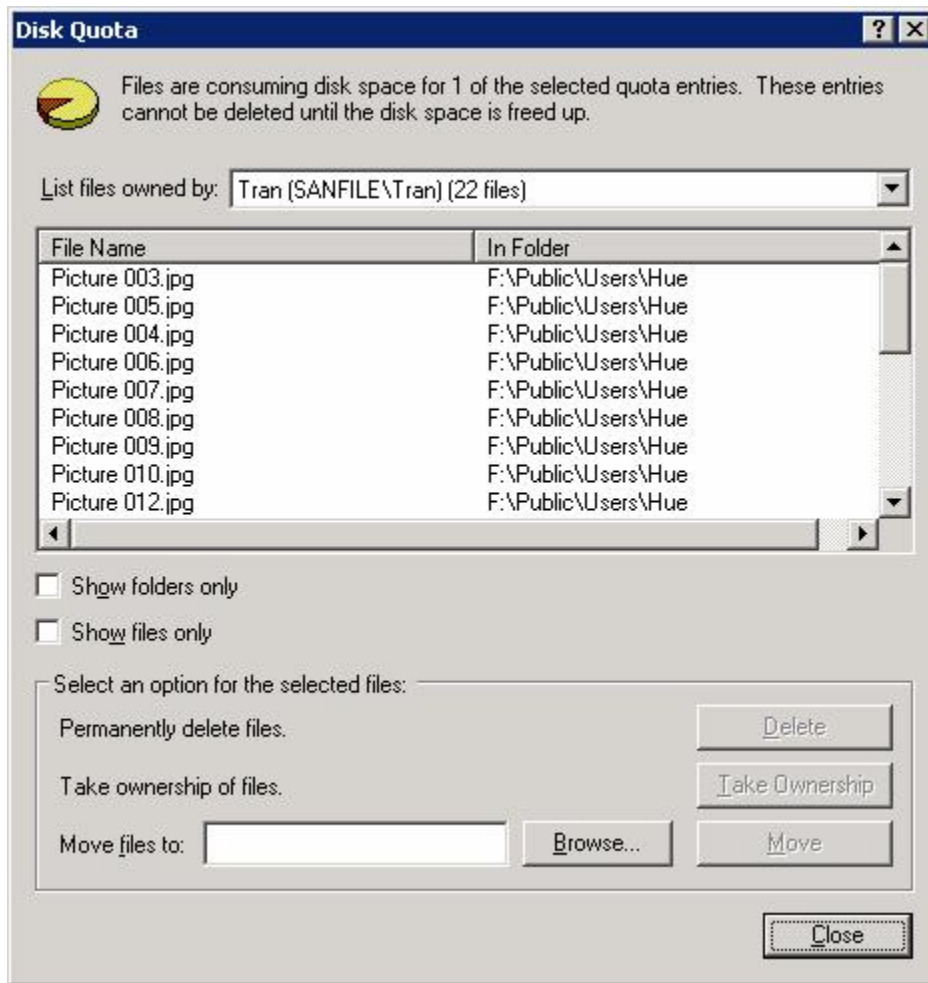 Disk Quota
Files are consuming disk space for 1 of the selected quota entries. These entries
cannot be deleted until the disk space is freed up.
List files owned by: Tran (SANFILE\Tran) (22 files)
File Name In Folder
Picture 003.jpg F:\Public\Users\Hue
Picture 005.jpg F:\Public\Users\Hue
Picture 004.jpg F:\Public\Users\Hue
Picture 006.jpg F:\Public\Users\Hue
Picture 007.jpg F:\Public\Users\Hue
Picture 008.jpg F:\Public\Users\Hue
Picture 009.jpg F:\Public\Users\Hue
Picture 010.jpg F:\Public\Users\Hue
Picture 012.jpg F:\Public\Users\Hue
Show folders only
Show files only
Select an option for the selected files:
Permanently delete files. Delete
Take ownership of files. Take Ownership
Move files to: Browse... Move
Close